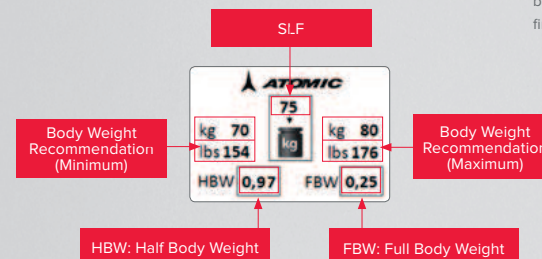 b
fi
SLF
ATOMIC
75
kg 70
lbs 154
kg
kg 80
lbs 176
HBW 0,97
FBW 0,25
Body Weight
Recommendation
(Minimum)
Body Weight
Recommendation
(Maximum)
HBW: Half Body Weight
FBW: Full Body Weight